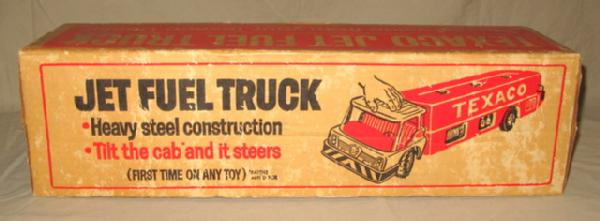 TEXACO JET FUEL TRUCK
JET FUEL TRUCK
•Heavy steel construction
•Tilt the cab and it steers
(FIRST TIME ON ANY TOY)
TEXACO